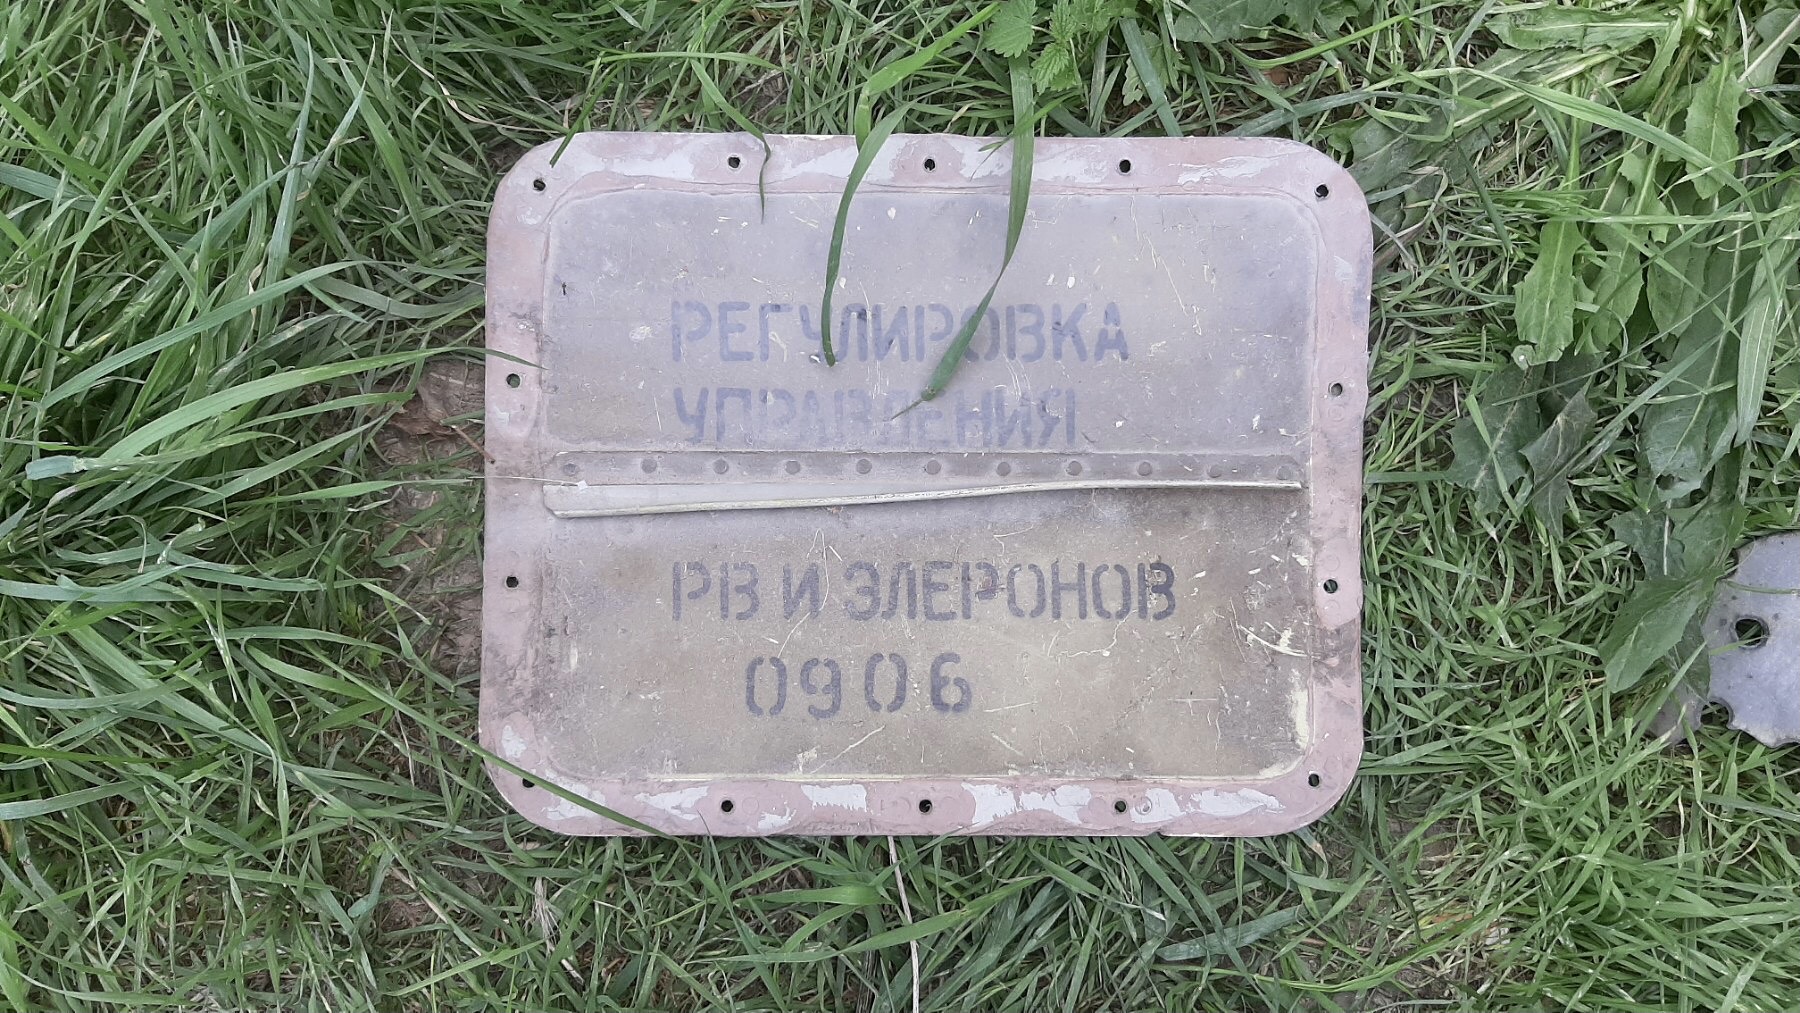 РЕГУЛИРОВКА
УПРАВЛЕНИЯ
РВ И ЭЛЕРОНОВ
0906